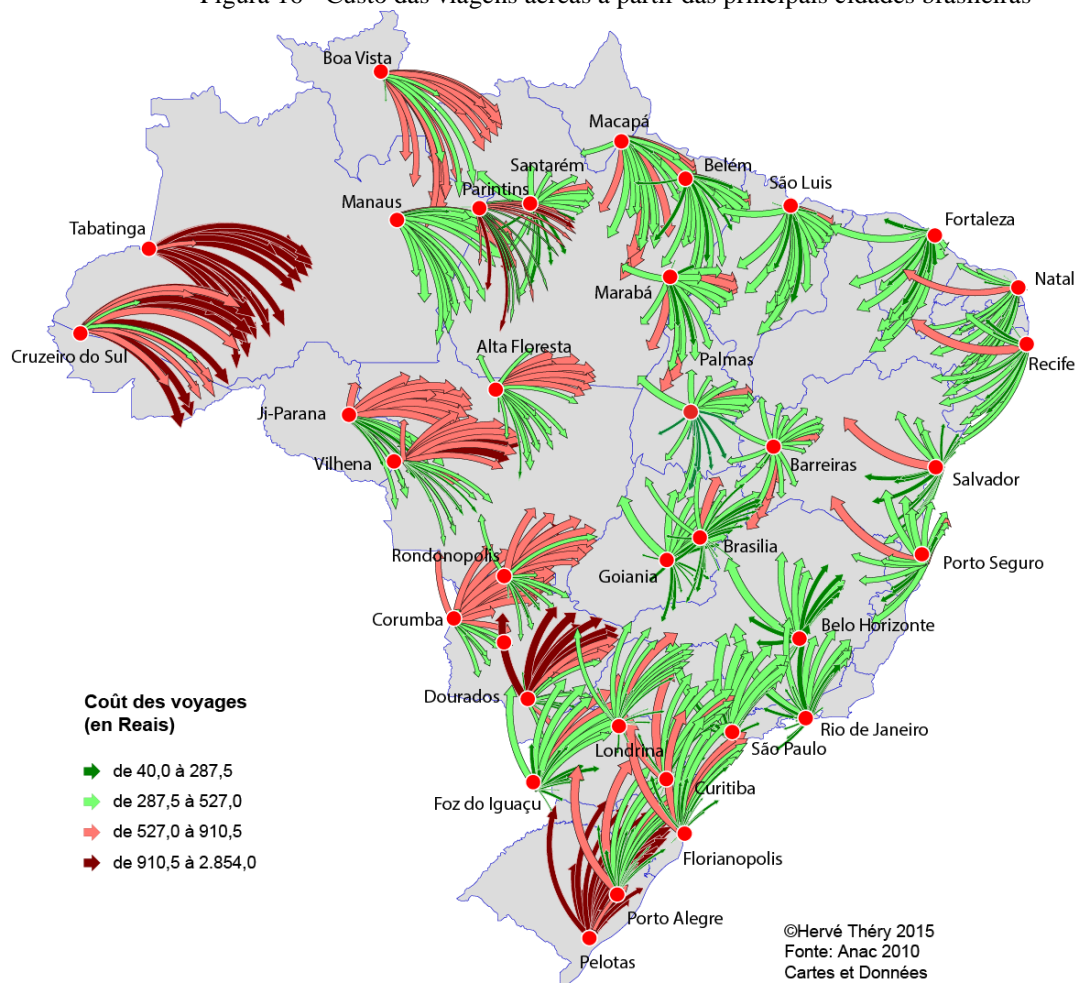 Figura 16 - Custo das viagens aéreas a partir das principais cidades brasileiras
Boa Vista
Macapá
Santarém
Belém
Parintins
São Luis
Manaus
Fortaleza
Tabatinga
Natal
Marabá
Cruzeiro do Sul
Alta Floresta
Palmas
Recife
Ji-Parana
Vilhena
Barreiras
Salvador
Brasilia
Rondonopolis
Goiania
Porto Seguro
Corumba
Belo Horizonte
Dourados
Coût des voyages
(en Reais)
Rio de Janeiro
São Paulo
Londrina
de 40,0 à 287,5
Curitiba
de 287,5 à 527,0
Foz do Iguaçu
de 527,0 à 910,5
Florianopolis
de 910,5 à 2.854,0
Porto Alegre
©Hervé Théry 2015
Fonte: Anac 2010
Cartes et Données
Pelotas